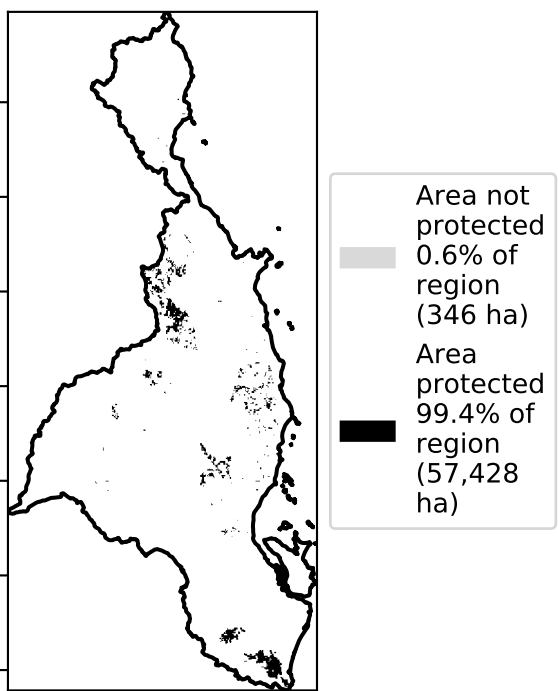 Area not
protected
0.6% of
region
(346 ha)
Area
protected
99.4% of
region
(57,428
ha)